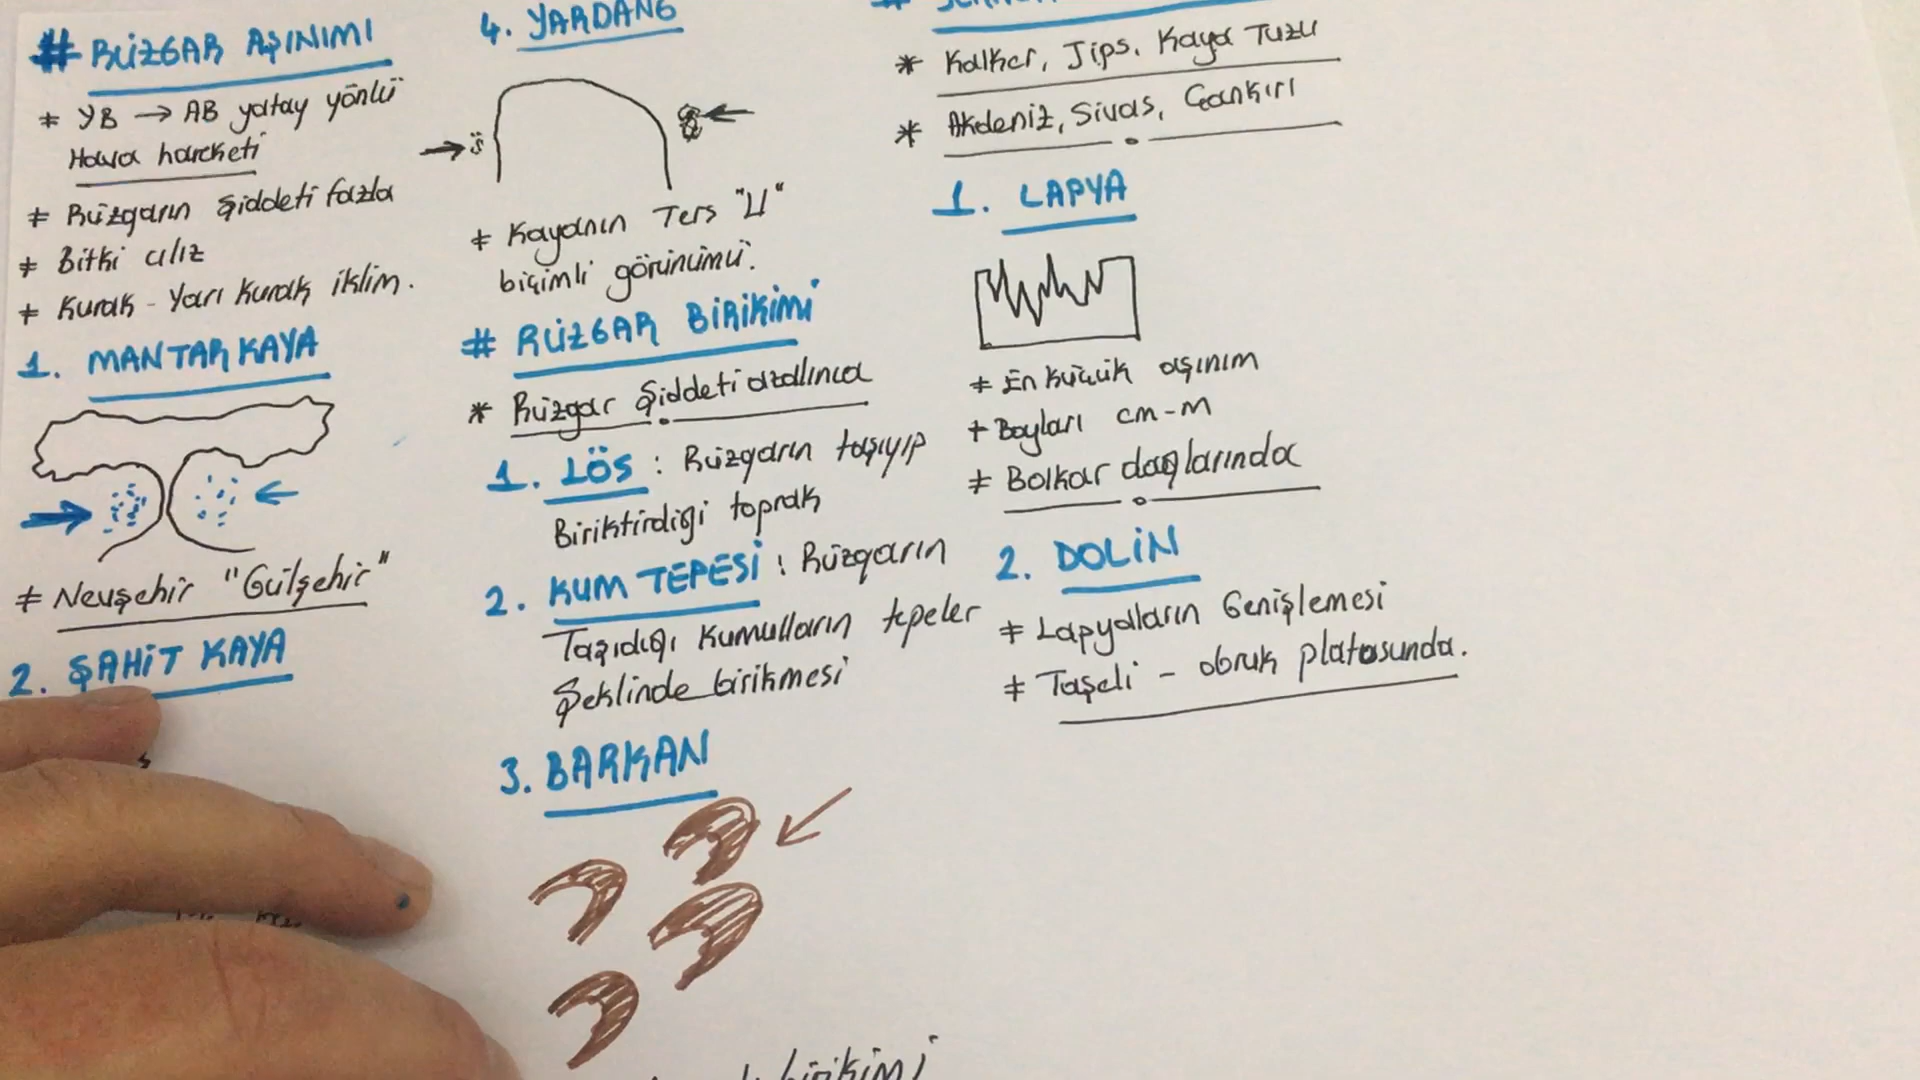 # RÜZGAR AŞINIMI
* YB → AB yatay yönlü
Hava hareketi
* Rüzgarın şiddeti fazla
* Bitki cılız
* Kurak - Yarı Kurak iklim.
1. MANTAR KAYA
* Nevşehir "Gülşehir"
2. ŞAHİT KAYA
4. YARDANG
* Kayanın Ters "U"
biçimli görünümü.
# RÜZGAR BİRİKİMİ
* Rüzgar Şiddeti azalınca
1. LÖS : Rüzgarın taşıyıp
Biriktirdiği toprak
2. KUM TEPESİ : Rüzgarın
Taşıdığı Kumulların tepeler
Şeklinde birikmesi
3. BARKAN
birikimi
* Kalker, Jips, Kaya Tuzu
* Akdeniz, Sivas, Çankırı
1. LAPYA
* En küçük aşınım
* Boyları cm-m
* Bolkar dağlarında
2. DOLİN
* Lapyaların Genişlemesi
* Taşeli - obruk platosunda.